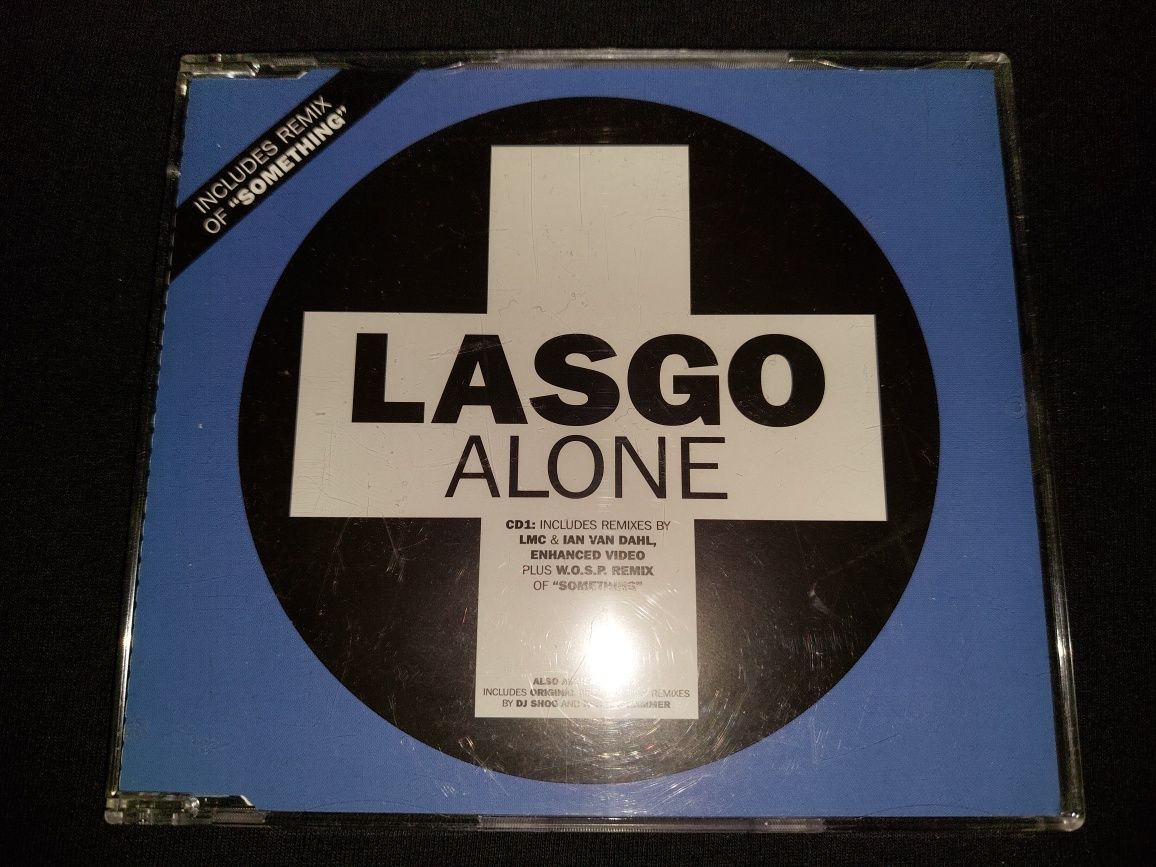 INCLUDES REMIX
OF "SOMETHING"
LASGO
ALONE
CD1: INCLUDES REMIXES BY
LMC & IAN VAN DAHL,
ENHANCED VIDEO
PLUS W.O.S.P. REMIX
OF "SOMETHING"
ALSO
INCLUDES ORIGINAL REMIXES
BY DJ SHOG AND